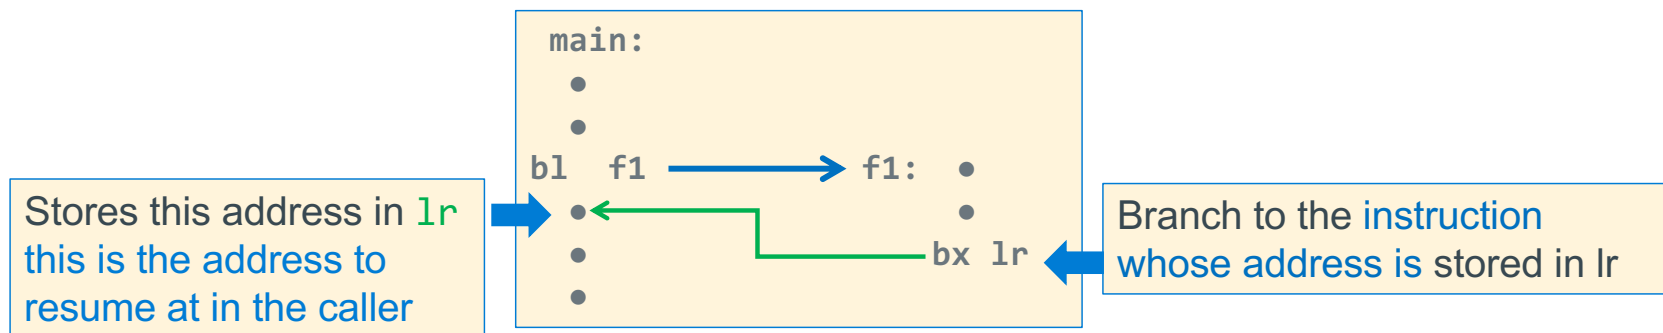 main:
bl f1
f1:
bx lr
Stores this address in lr
this is the address to
resume at in the caller
Branch to the instruction
whose address is stored in lr